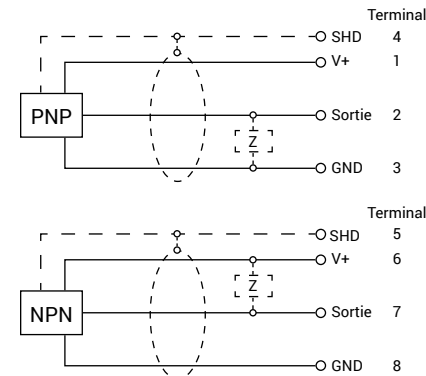 Terminal
SHD 4
V+ 1
PNP
Sortie 2
Z
GND 3
Terminal
SHD 5
V+ 6
Z
NPN
Sortie 7
GND 8